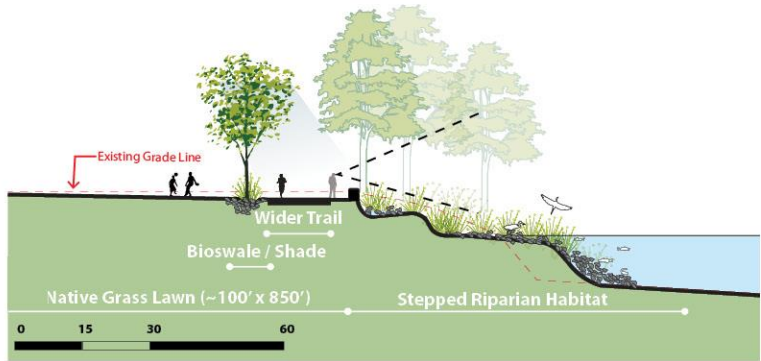 Existing Grade Line
Wider Trail
Bioswale / Shade
Native Grass Lawn (~100' x 850')
Stepped Riparian Habitat
0 15 30 60